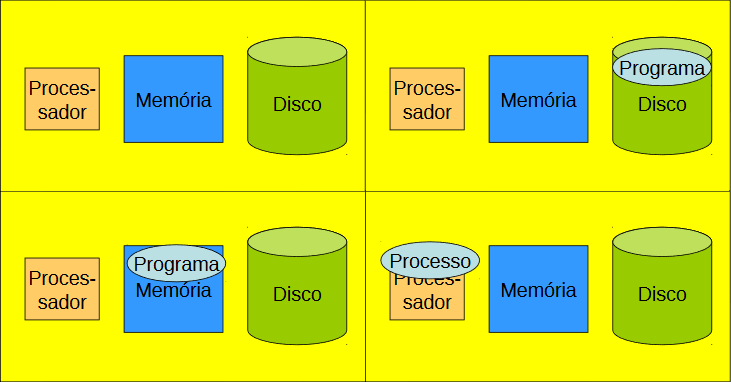 Proces-
sador
Memória
Disco
Proces-
sador
Memória
Programa
Disco
Proces-
sador
Programa
Memória
Disco
Processo
Proces-
sador
Memória
Disco